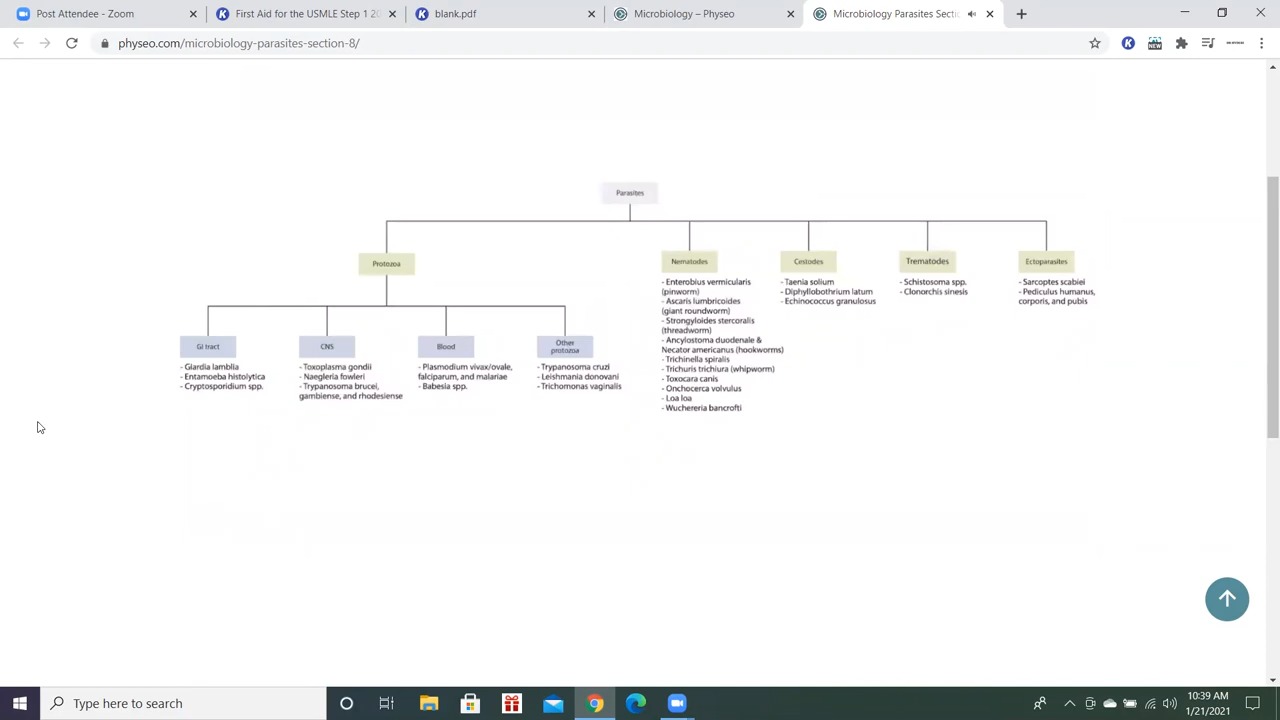 Post Attendee - Zoom
First Aid for the USMLE Step 1 20
blank.pdf
Microbiology – Physeo
Microbiology Parasites Secti
physeo.com/microbiology-parasites-section-8/
K
NEW
Parasites
Protozoa
Nematodes
Cestodes
Trematodes
Ectoparasites
GI tract
- Giardia lamblia
- Entamoeba histolytica
- Cryptosporidium spp.
CNS
- Toxoplasma gondii
- Naegleria fowleri
- Trypanosoma brucei,
gambiense, and rhodesiense
Blood
- Plasmodium vivax/ovale,
falciparum, and malariae
- Babesia spp.
Other
protozoa
- Trypanosoma cruzi
- Leishmania donovani
- Trichomonas vaginalis
- Enterobius vermicularis
(pinworm)
- Ascaris lumbricoides
(giant roundworm)
- Strongyloides stercoralis
(threadworm)
- Ancylostoma duodenale &
Necator americanus (hookworms)
- Trichinella spiralis
- Trichuris trichiura (whipworm)
- Toxocara canis
- Onchocerca volvulus
- Loa loa
- Wuchereria bancrofti
- Taenia solium
- Diphyllobothrium latum
- Echinococcus granulosus
- Schistosoma spp.
- Clonorchis sinesis
- Sarcoptes scabiei
- Pediculus humanus,
corporis, and pubis
Type here to search
10:39 AM
1/21/2021